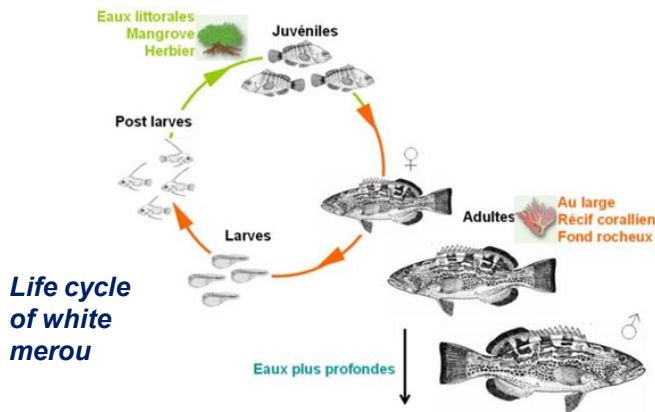 Eaux littorales
Mangrove
Herbier
Juvéniles
Post larves
♀
Adultes
Au large
Récif corallien
Fond rocheux
Larves
Life cycle
of white
merou
♂
Eaux plus profondes